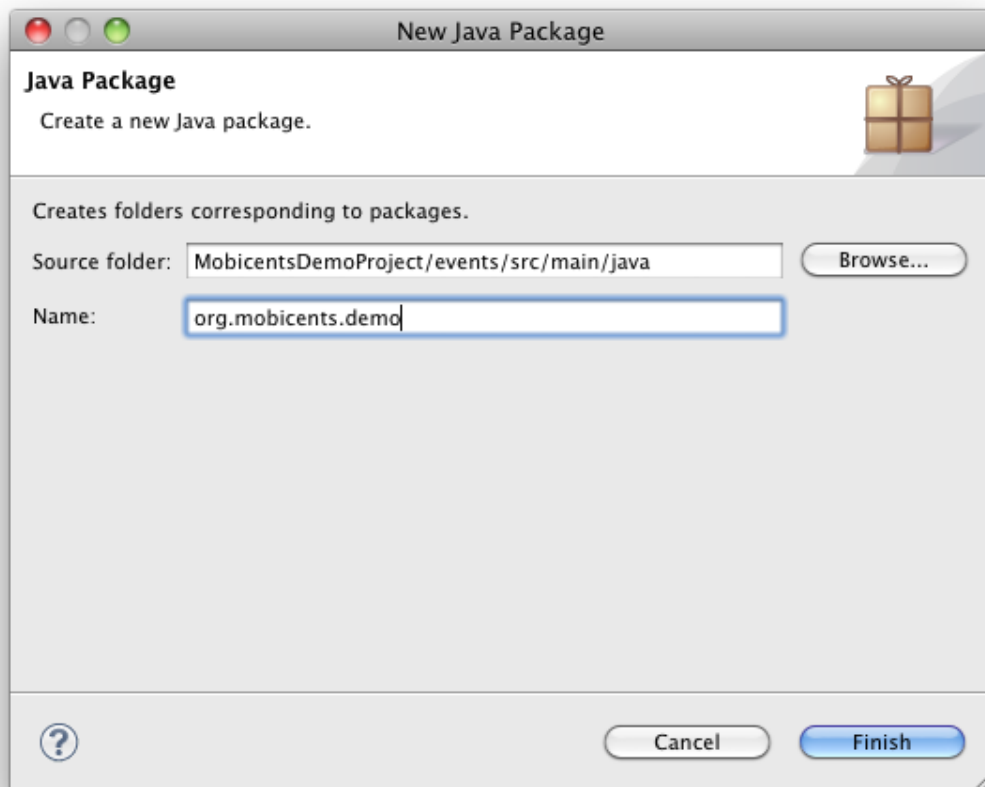 New Java Package
Java Package
Create a new Java package.
Creates folders corresponding to packages.
Source folder: MobicentsDemoProject/events/src/main/java Browse...
Name: org.mobicents.demo
? Cancel Finish